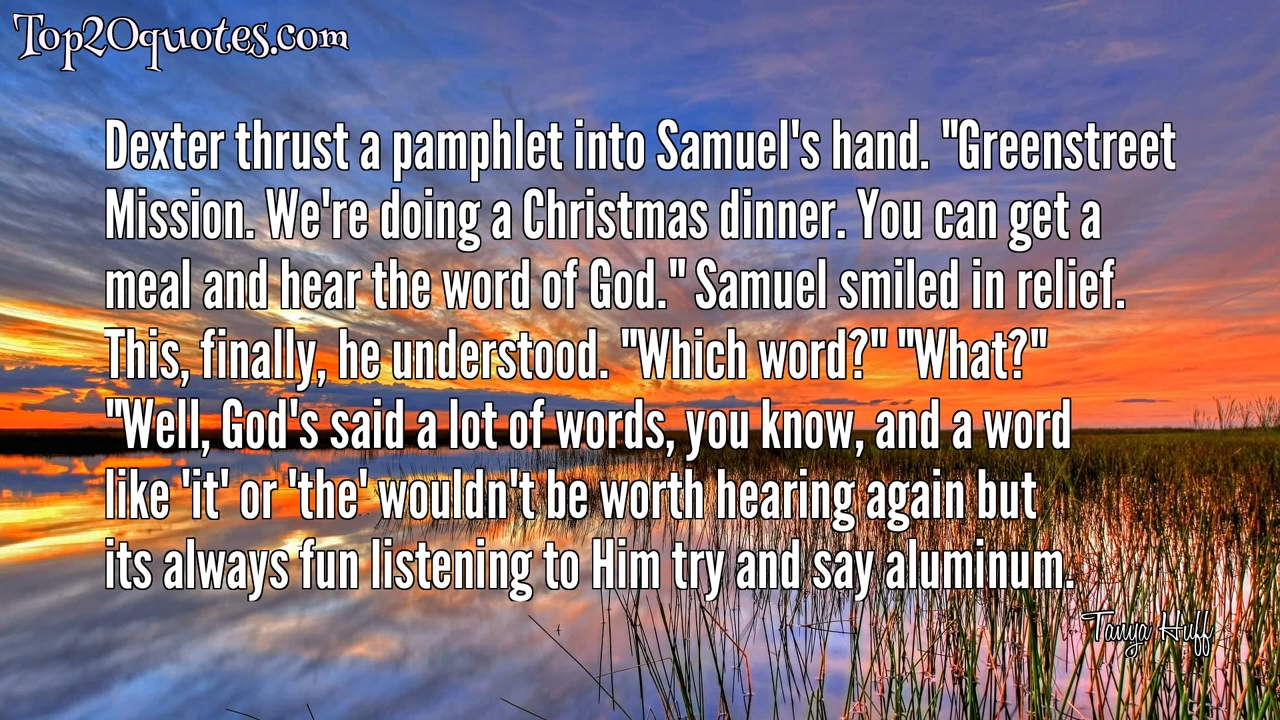 Top20quotes.com
Dexter thrust a pamphlet into Samuel's hand. "Greenstreet
Mission. We're doing a Christmas dinner. You can get a
meal and hear the word of God." Samuel smiled in relief.
This, finally, he understood. "Which word?" "What?"
"Well, God's said a lot of words, you know, and a word
like 'it' or 'the' wouldn't be worth hearing again but
its always fun listening to Him try and say aluminum.
Tanya Huff